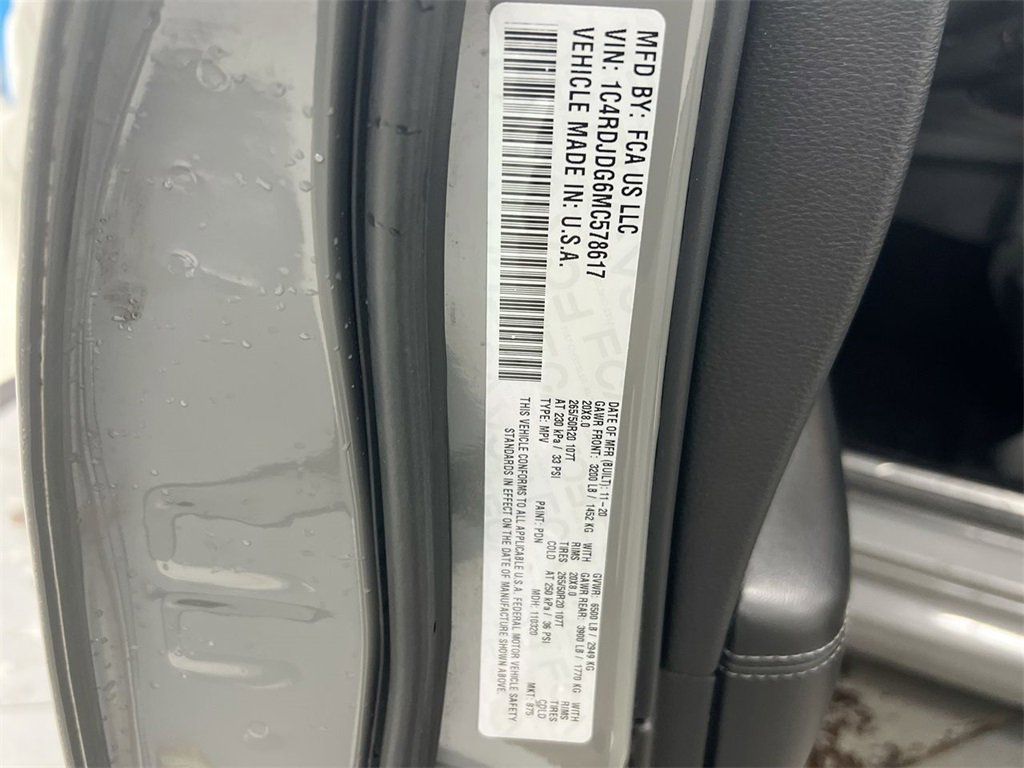 MFD BY: FCA US LLC
VIN: 1C4RDJDG6MC578617
VEHICLE MADE IN: U.S.A.
DATE OF MFR (BUILT): 11-20 GVWR: 6500 LB / 2949 KG
GAWR FRONT: 3200 LB / 1452 KG WITH GAWR REAR: 3900 LB / 1770 KG WITH
20X8.0 RIMS 20X8.0 RIMS
265/50R20 107T TIRES 265/50R20 107T TIRES
AT 230 kPa / 33 PSI COLD AT 250 kPa / 36 PSI COLD
TYPE: MPV PAINT: PDN MDH: 110320 MKT: 875
THIS VEHICLE CONFORMS TO ALL APPLICABLE U.S.A. FEDERAL MOTOR VEHICLE SAFETY
STANDARDS IN EFFECT ON THE DATE OF MANUFACTURE SHOWN ABOVE.